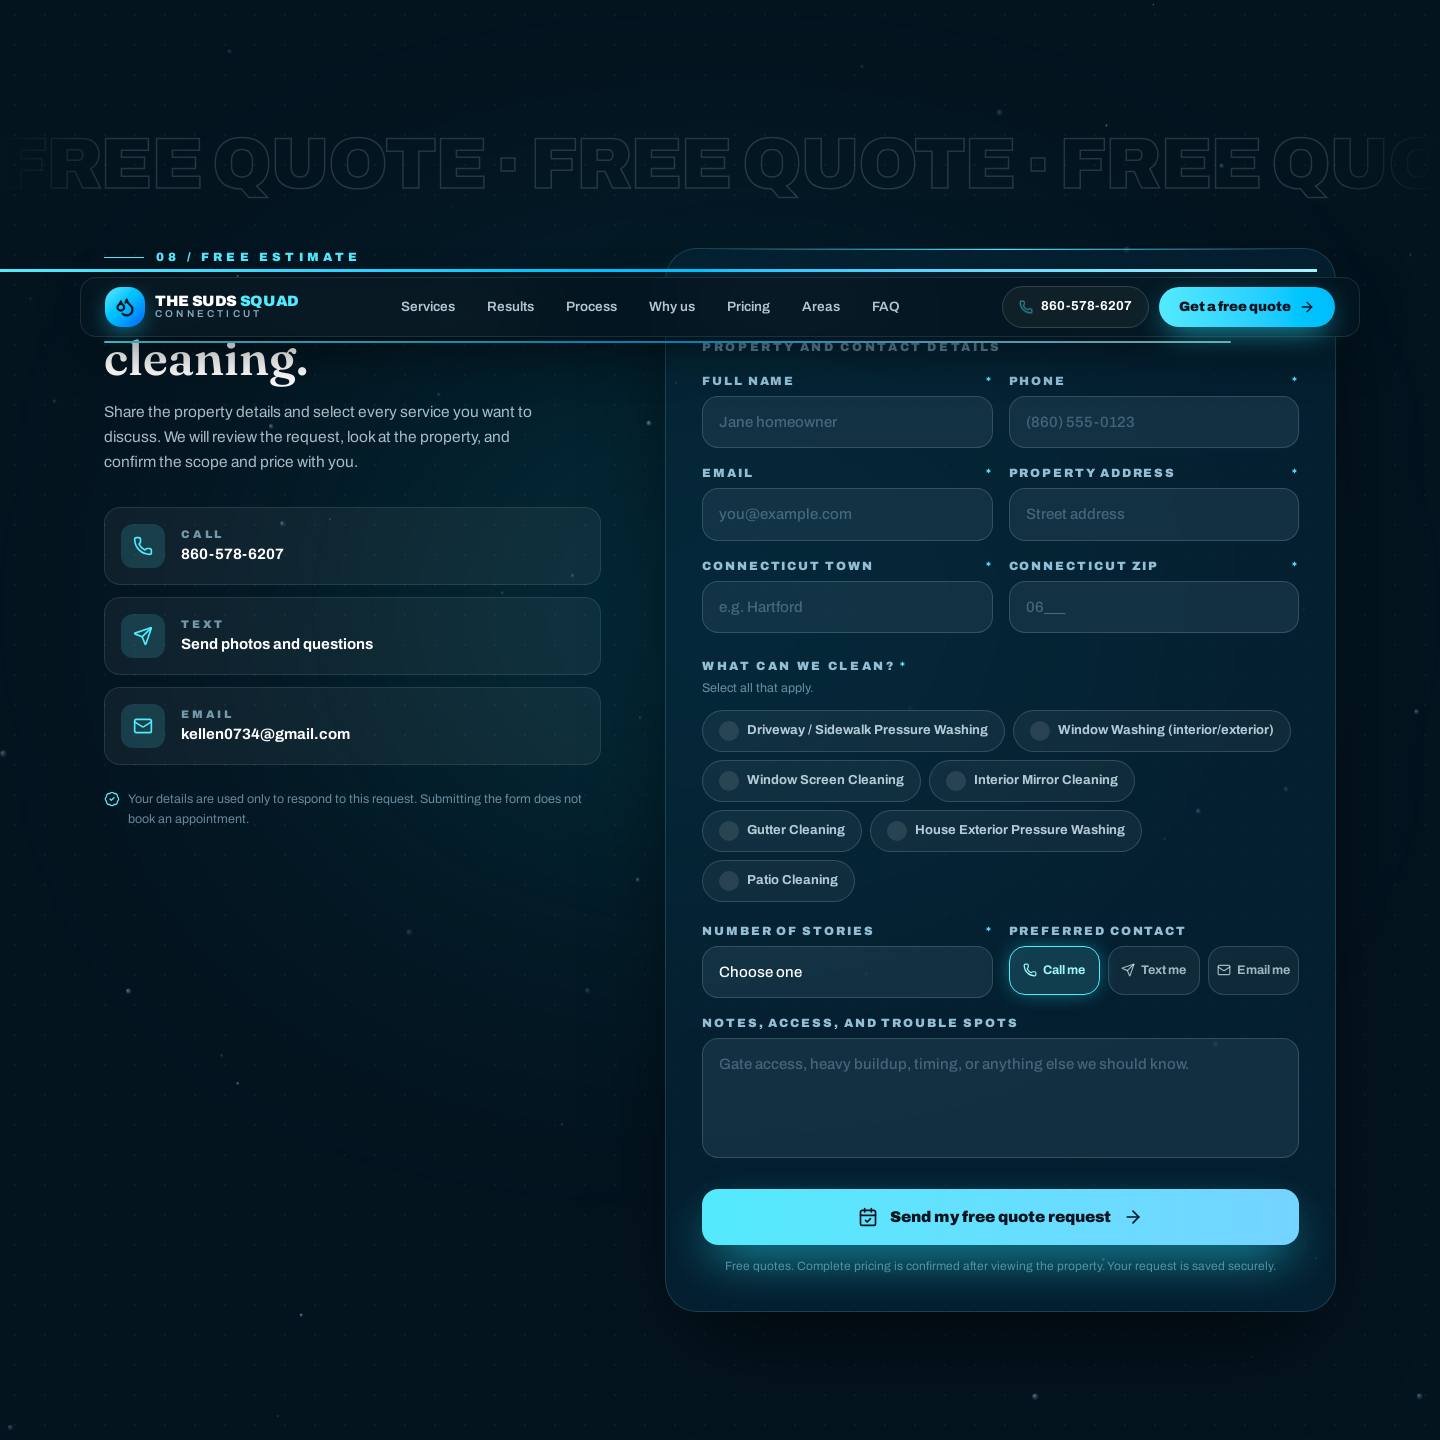 FREE QUOTE · FREE QUOTE · FREE QUO
08 / FREE ESTIMATE
THE SUDS SQUAD
CONNECTICUT
Services
Results
Process
Why us
Pricing
Areas
FAQ
860-578-6207
Get a free quote
cleaning.
Share the property details and select every service you want to
discuss. We will review the request, look at the property, and
confirm the scope and price with you.
CALL
860-578-6207
TEXT
Send photos and questions
EMAIL
kellen0734@gmail.com
Your details are used only to respond to this request. Submitting the form does not
book an appointment.
PROPERTY AND CONTACT DETAILS
FULL NAME *
Jane homeowner
PHONE *
(860) 555-0123
EMAIL *
you@example.com
PROPERTY ADDRESS *
Street address
CONNECTICUT TOWN *
e.g. Hartford
CONNECTICUT ZIP *
06___
WHAT CAN WE CLEAN? *
Select all that apply.
Driveway / Sidewalk Pressure Washing
Window Washing (interior/exterior)
Window Screen Cleaning
Interior Mirror Cleaning
Gutter Cleaning
House Exterior Pressure Washing
Patio Cleaning
NUMBER OF STORIES *
Choose one
PREFERRED CONTACT
Call me
Text me
Email me
NOTES, ACCESS, AND TROUBLE SPOTS
Gate access, heavy buildup, timing, or anything else we should know.
Send my free quote request
Free quotes. Complete pricing is confirmed after viewing the property. Your request is saved securely.